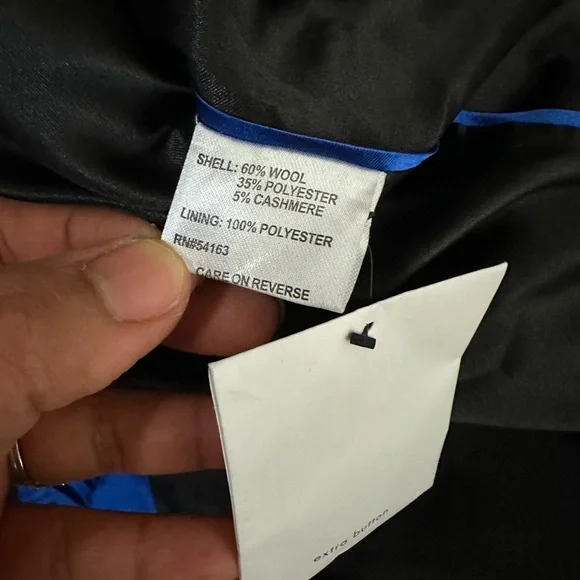 SHELL: 60% WOOL
35% POLYESTER
5% CASHMERE
LINING: 100% POLYESTER
RN#54163
CARE ON REVERSE
extra button